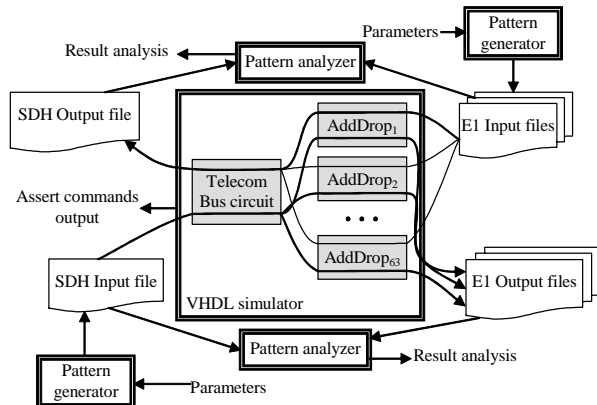 Parameters
Pattern
generator
Result analysis
Pattern analyzer
SDH Output file
E1 Input files
AddDrop1
Telecom
Bus circuit
AddDrop2
Assert commands
output
• • •
AddDrop63
SDH Input file
E1 Output files
VHDL simulator
Pattern analyzer
Result analysis
Pattern
generator
Parameters